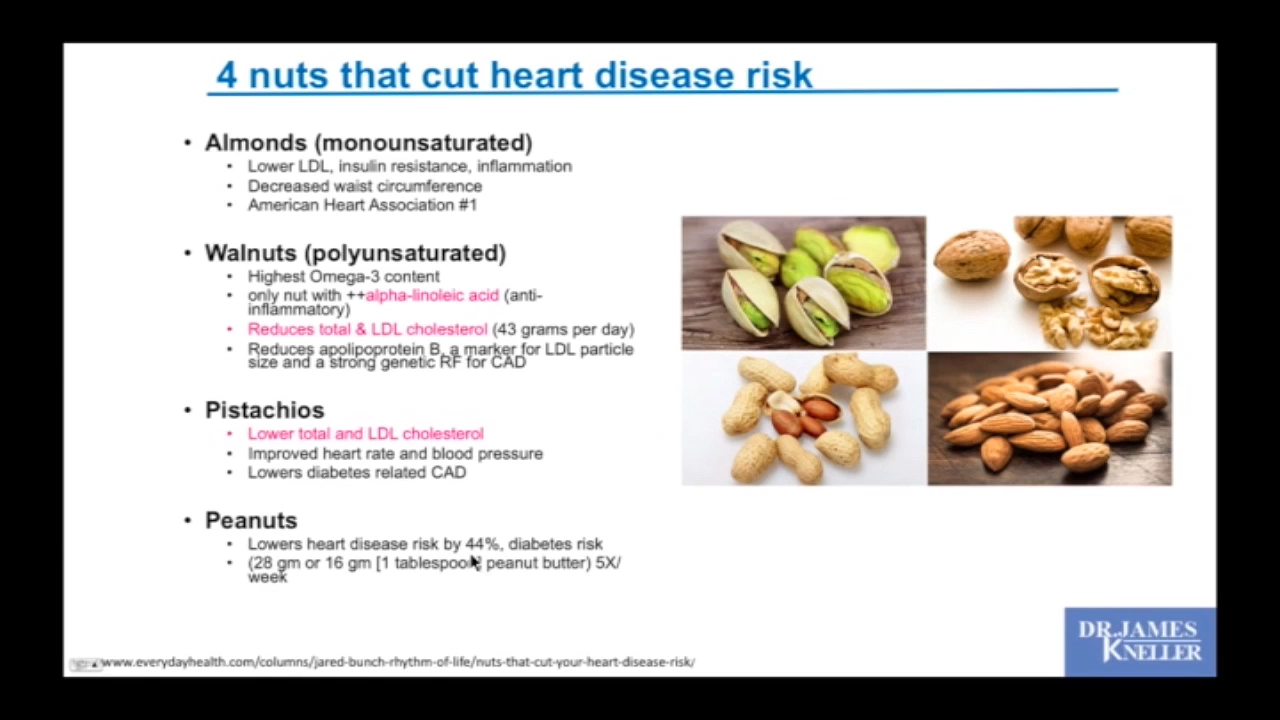 4 nuts that cut heart disease risk
• Almonds (monounsaturated)
• Lower LDL, insulin resistance, inflammation
• Decreased waist circumference
• American Heart Association #1
• Walnuts (polyunsaturated)
• Highest Omega-3 content
• only nut with ++alpha-linoleic acid (anti-
inflammatory)
• Reduces total & LDL cholesterol (43 grams per day)
• Reduces apolipoprotein B, a marker for LDL particle
size and a strong genetic RF for CAD
• Pistachios
• Lower total and LDL cholesterol
• Improved heart rate and blood pressure
• Lowers diabetes related CAD
• Peanuts
• Lowers heart disease risk by 44%, diabetes risk
• (28 gm or 16 gm [1 tablespoon] peanut butter) 5X/
week
www.everydayhealth.com/columns/jared-bunch-rhythm-of-life/nuts-that-cut-your-heart-disease-risk/
DR.JAMES
KNELLER